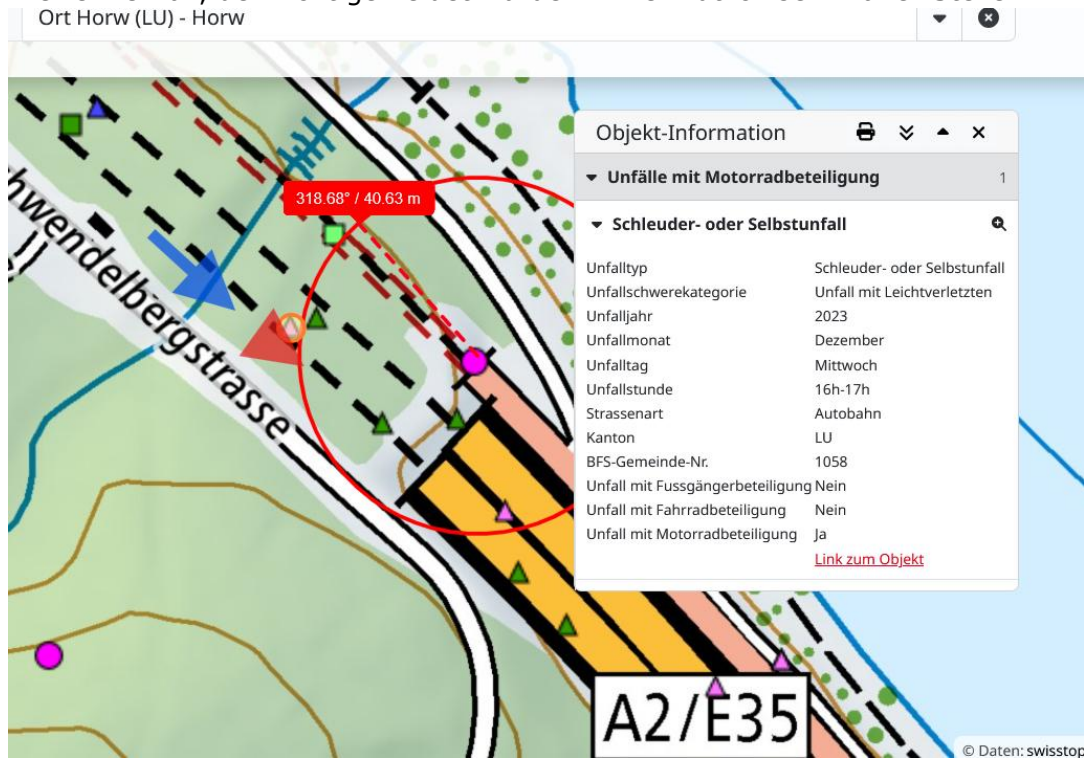 Ort Horw (LU) - Horw
Objekt-Information
Unfälle mit Motorradbeteiligung 1
Schleuder- oder Selbstunfall
Unfalltyp Schleuder- oder Selbstunfall
Unfallschwerekategorie Unfall mit Leichtverletzten
Unfalljahr 2023
Unfallmonat Dezember
Unfalltag Mittwoch
Unfallstunde 16h-17h
Strassenart Autobahn
Kanton LU
BFS-Gemeinde-Nr. 1058
Unfall mit Fussgängerbeteiligung Nein
Unfall mit Fahrradbeteiligung Nein
Unfall mit Motorradbeteiligung Ja
Link zum Objekt
318.68° / 40.63 m
hwendelbergstrasse
A2/E35
© Daten: swisstop